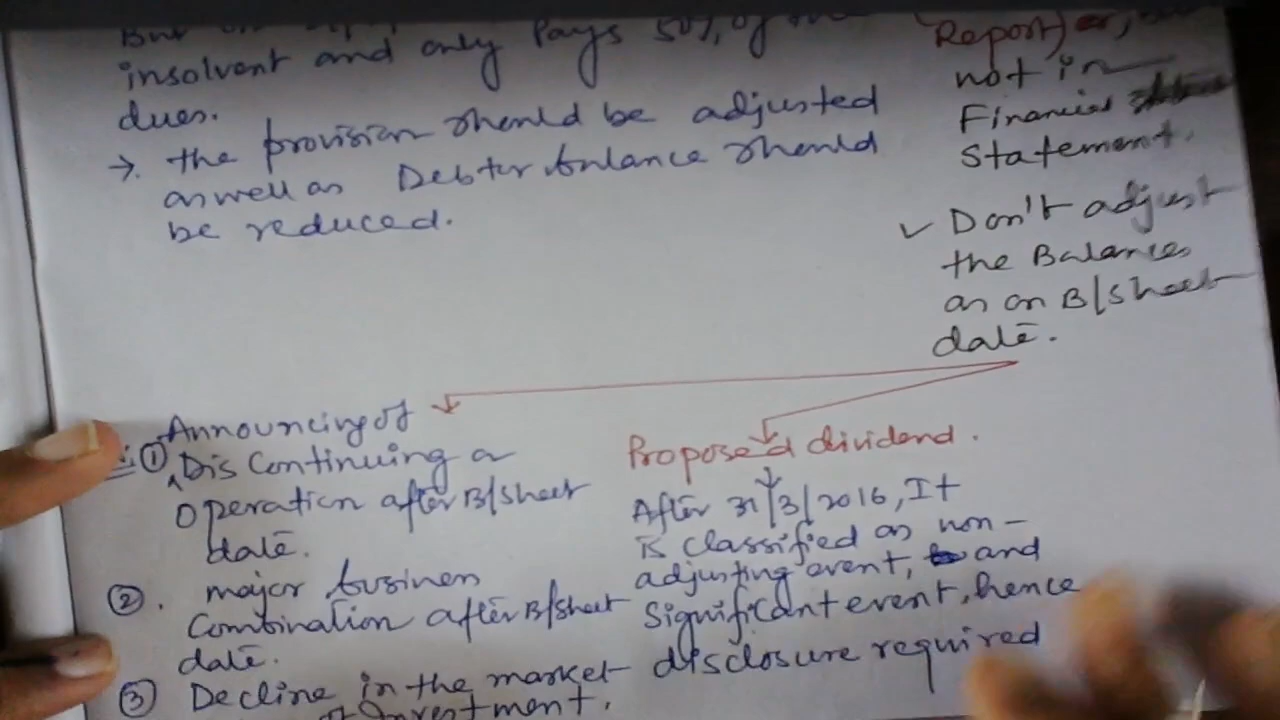 insolvent and only Pays 50% of
dues.
→. the provision should be adjusted
aswell as Debtor balance should
be reduced.
Report)
not in
Financial
Statement.
✓ Don't adjust
the Balances
as on B/Sheet
date.
Announcing of
① Dis Continuing a
Operation after B/Sheet
date.
②. major business
Combination after B/Sheet
date.
③ Decline in the market
of Investment.
Proposed dividend.
After 31/3/2016, It
is classified as non-
adjusting event, and
Significant event, hence
disclosure required